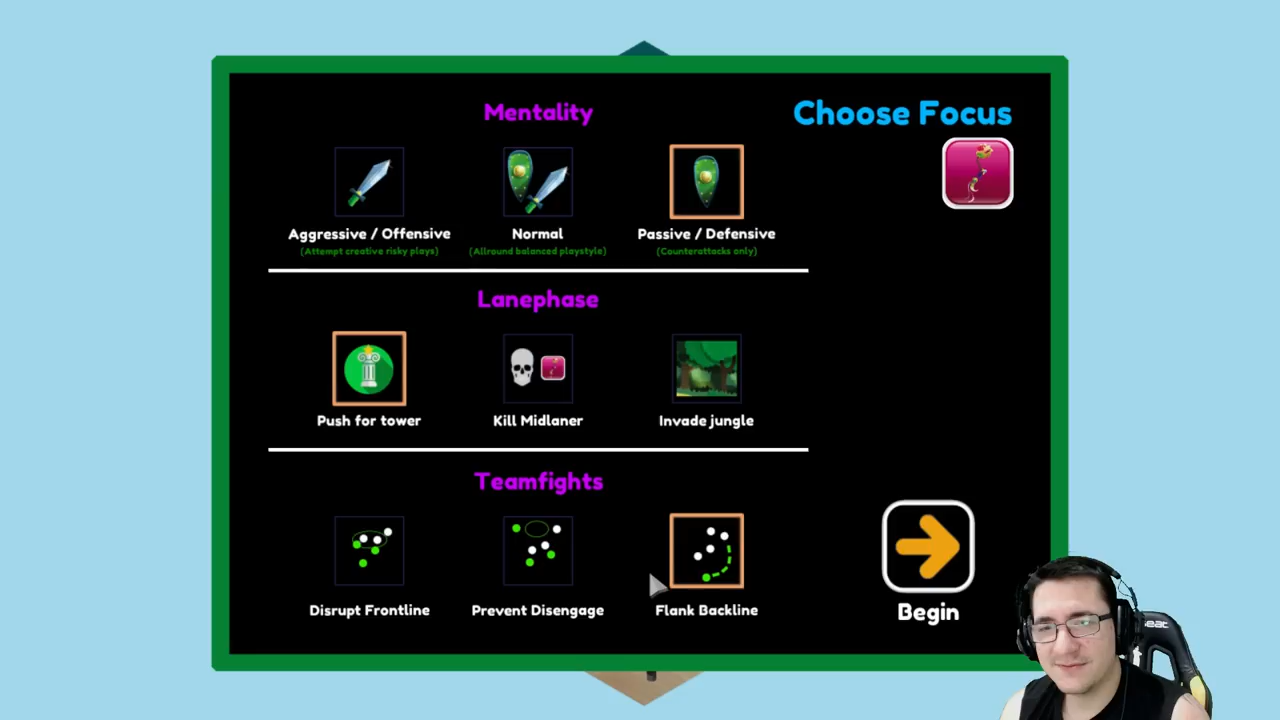 Mentality
Choose Focus
Aggressive / Offensive
(Attempt creative risky plays)
Normal
(Allround balanced playstyle)
Passive / Defensive
(Counterattacks only)
Lanephase
Push for tower
Kill Midlaner
Invade jungle
Teamfights
Disrupt Frontline
Prevent Disengage
Flank Backline
Begin